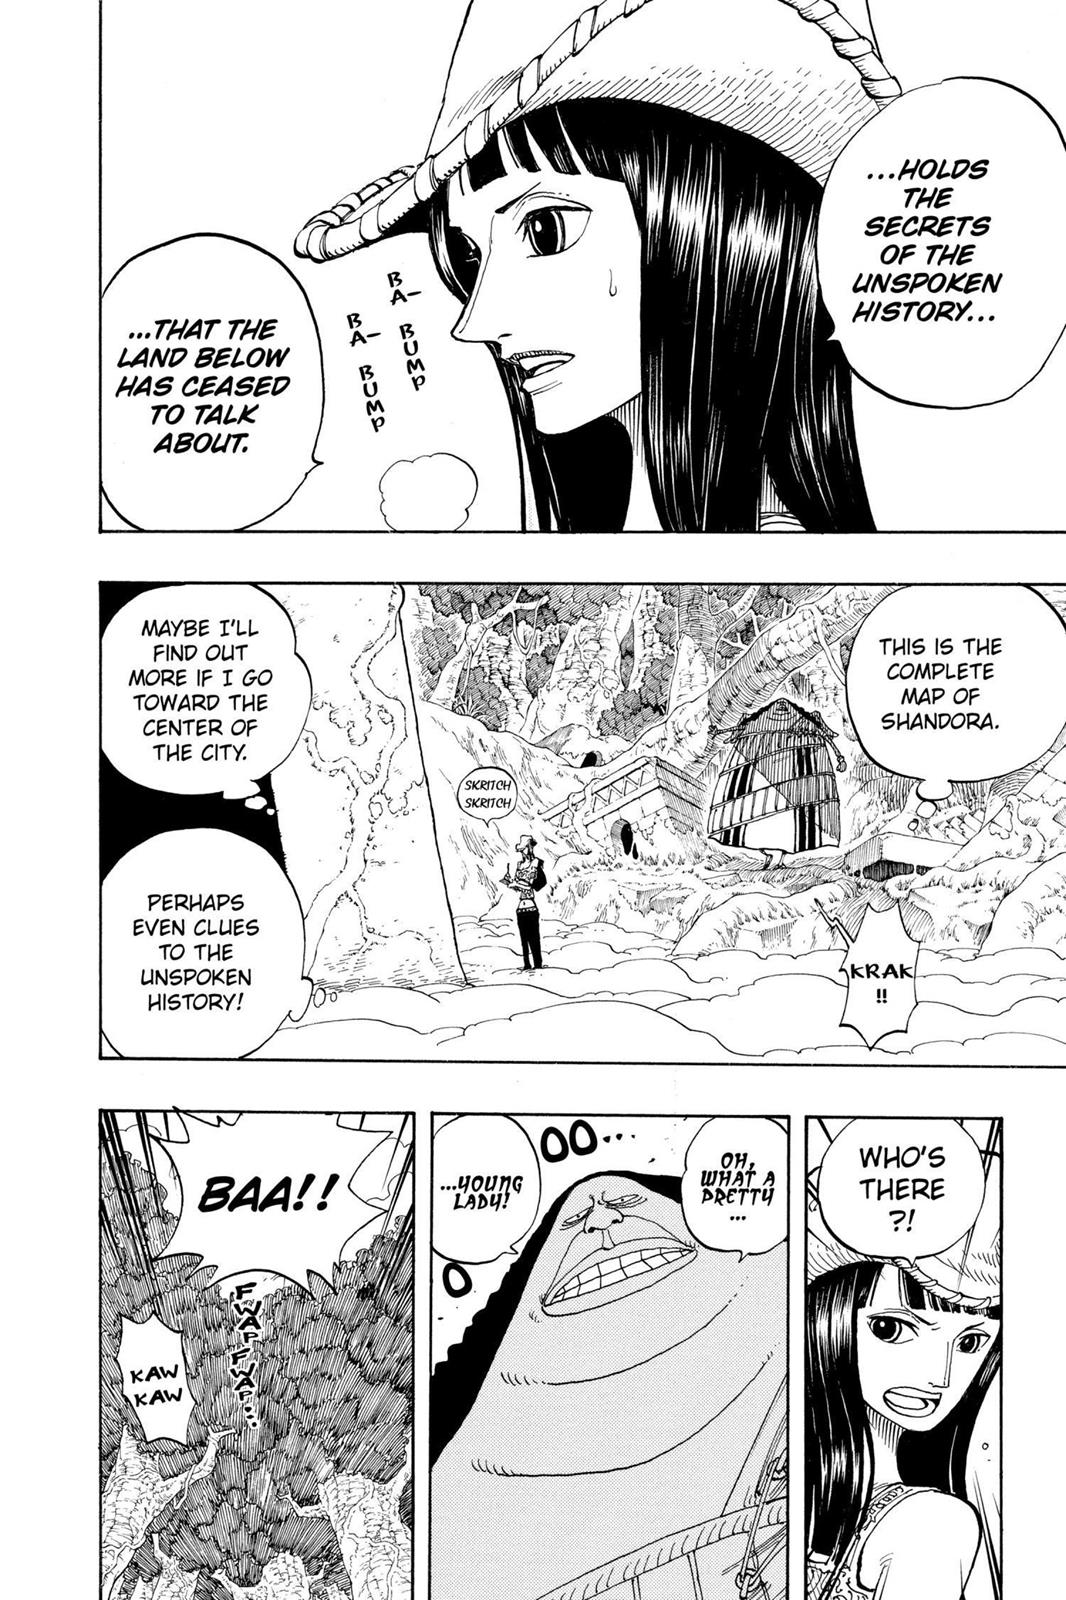 ...HOLDS
THE
SECRETS
OF THE
UNSPOKEN
HISTORY...
BA-
BUMP
BA-
BUMP
...THAT THE
LAND BELOW
HAS CEASED
TO TALK
ABOUT.
THIS IS THE
COMPLETE
MAP OF
SHANDORA.
SKRITCH
SKRITCH
MAYBE I'LL
FIND OUT
MORE IF I GO
TOWARD THE
CENTER OF
THE CITY.
PERHAPS
EVEN CLUES
TO THE
UNSPOKEN
HISTORY!
KRAK
!!
WHO'S
THERE
?!
OH,
WHAT A
PRETTY
...
OOO...
...YOUNG
LADY!
BAA!!
FWAP FWAP...
KAW
KAW